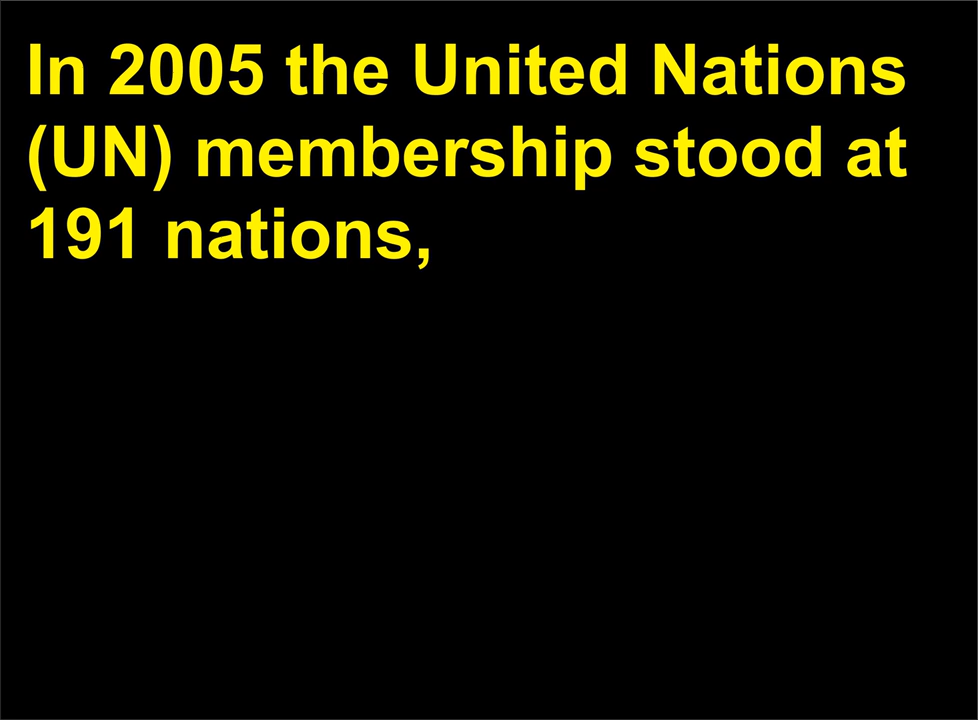 In 2005 the United Nations
(UN) membership stood at
191 nations,